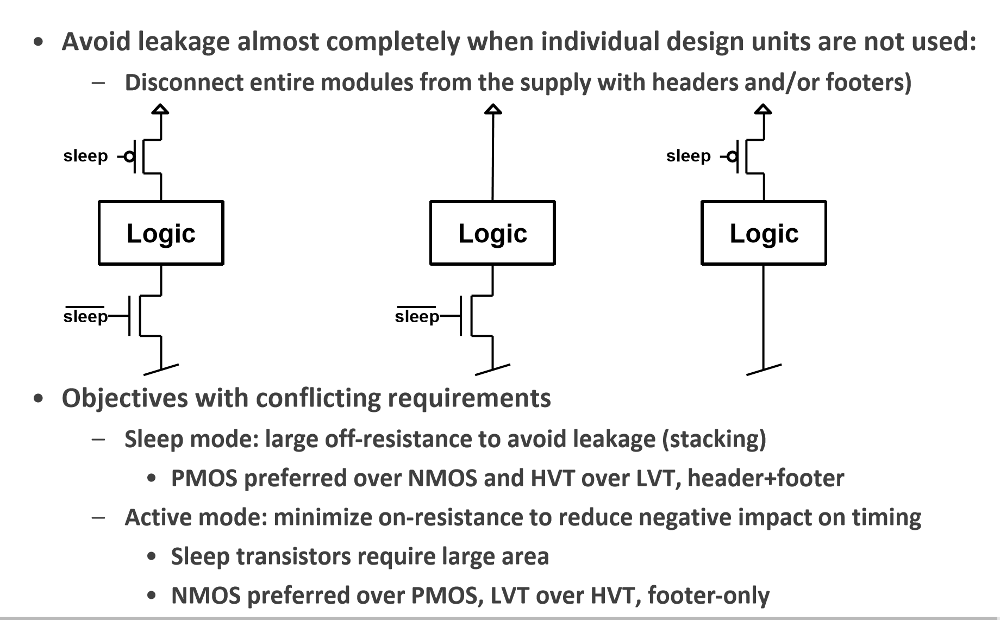 • Avoid leakage almost completely when individual design units are not used:
– Disconnect entire modules from the supply with headers and/or footers)
sleep
sleep
Logic
Logic
Logic
sleep
sleep
• Objectives with conflicting requirements
– Sleep mode: large off-resistance to avoid leakage (stacking)
• PMOS preferred over NMOS and HVT over LVT, header+footer
– Active mode: minimize on-resistance to reduce negative impact on timing
• Sleep transistors require large area
• NMOS preferred over PMOS, LVT over HVT, footer-only